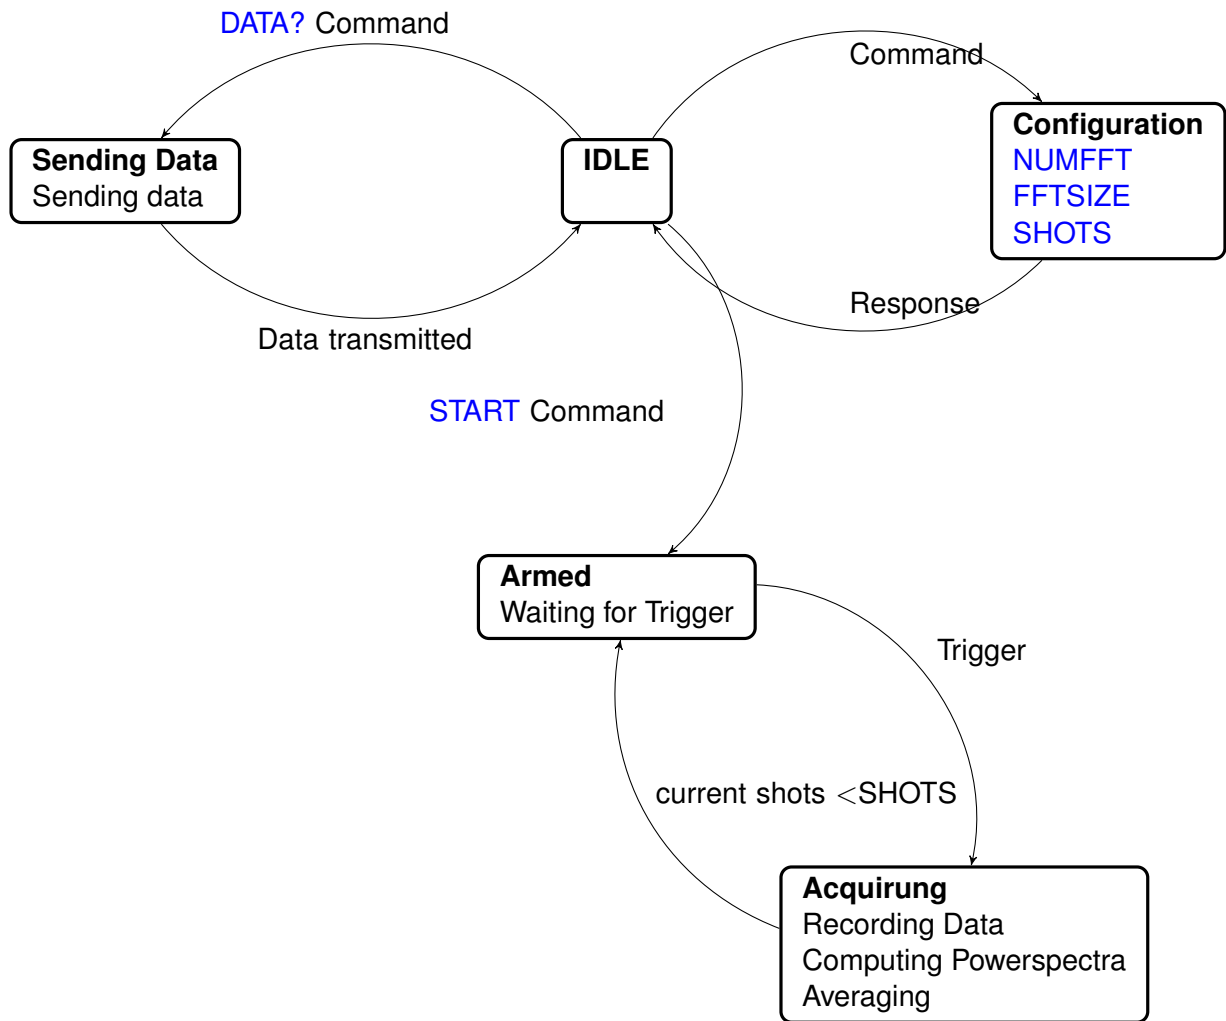 DATA? Command
Command
Sending Data
Sending data
IDLE
Configuration
NUMFFT
FFTSIZE
SHOTS
Response
Data transmitted
START Command
Armed
Waiting for Trigger
Trigger
current shots <SHOTS
Acquirung
Recording Data
Computing Powerspectra
Averaging